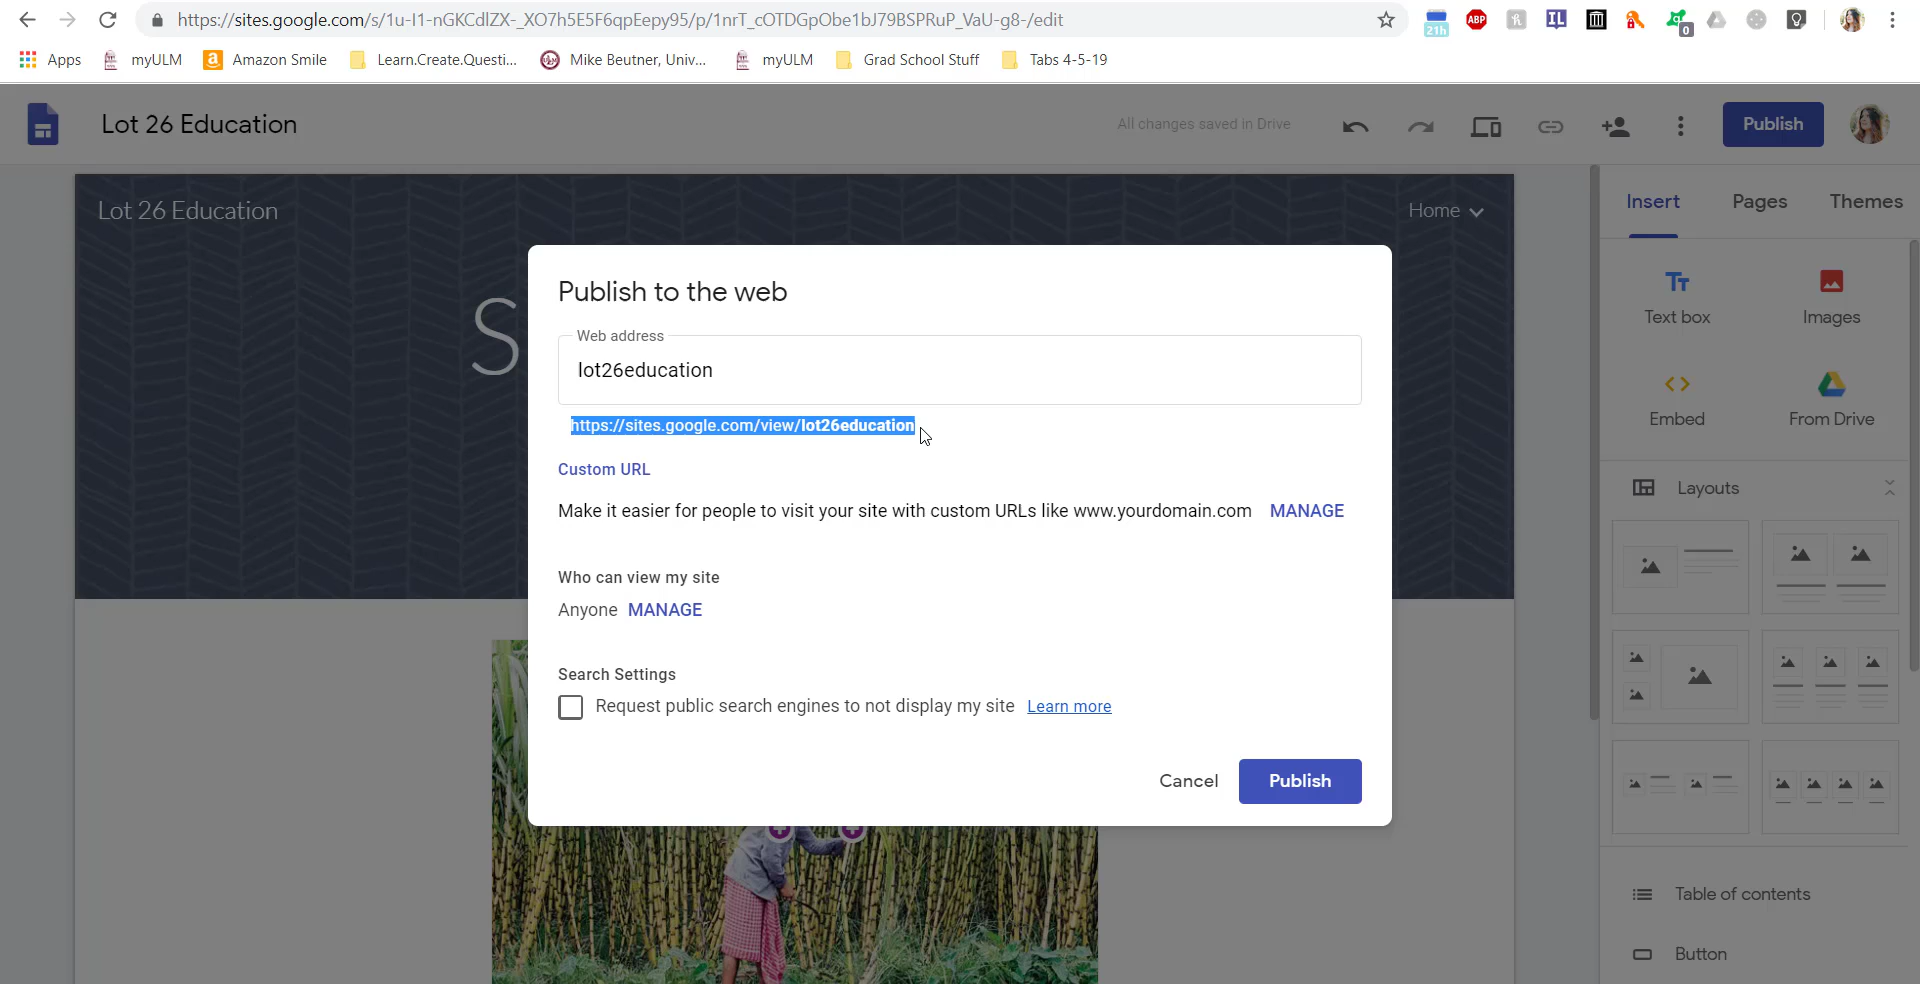 https://sites.google.com/s/1u-I1-nGKCdlZX-_XO7h5E5F6qpEepy95/p/1nrT_cOTDGpObe1bJ79BSPRuP_VaU-g8-/edit
21h
ABP
IL
0
Apps
myULM
Amazon Smile
Learn.Create.Questi...
Mike Beutner, Univ...
myULM
Grad School Stuff
Tabs 4-5-19
Lot 26 Education
All changes saved in Drive
Publish
Lot 26 Education
Home
S
Insert
Pages
Themes
Tт
Text box
Images
Embed
From Drive
Layouts
Table of contents
Button
Publish to the web
Web address
lot26education
https://sites.google.com/view/lot26education
Custom URL
Make it easier for people to visit your site with custom URLs like www.yourdomain.com MANAGE
Who can view my site
Anyone MANAGE
Search Settings
Request public search engines to not display my site Learn more
Cancel
Publish